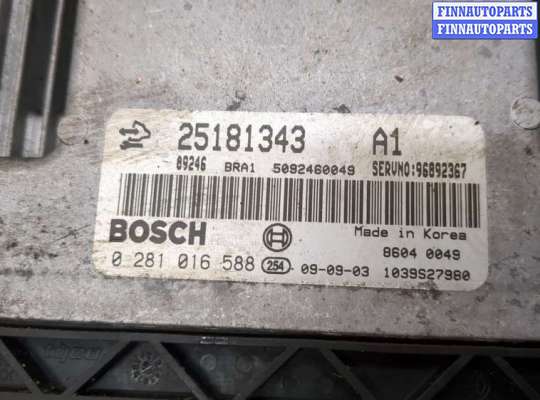 FINNAUTOPARTS
FINNAUTOPARTS
25181343 A1
89246 BRA1 5092460049 SERVNO:96892367
Made in Korea
BOSCH
8604 0049
0 281 016 588 254 09-09-03 1039S27980